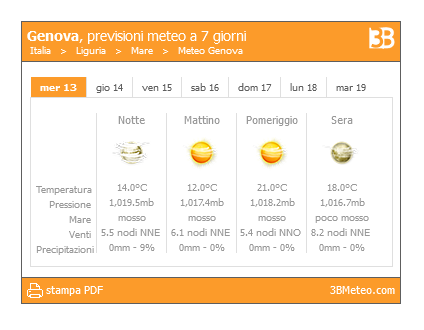 Genova, previsioni meteo a 7 giorni
3B
Italia > Liguria > Mare > Meteo Genova
mer 13 gio 14 ven 15 sab 16 dom 17 lun 18 mar 19
Notte Mattino Pomeriggio Sera
Temperatura 14.0°C 12.0°C 21.0°C 18.0°C
Pressione 1,019.5mb 1,017.4mb 1,018.2mb 1,016.7mb
Mare mosso mosso mosso poco mosso
Venti 5.5 nodi NNE 6.1 nodi NNE 5.4 nodi NNO 8.2 nodi NNE
Precipitazioni 0mm - 9% 0mm - 0% 0mm - 0% 0mm - 0%
stampa PDF 3BMeteo.com